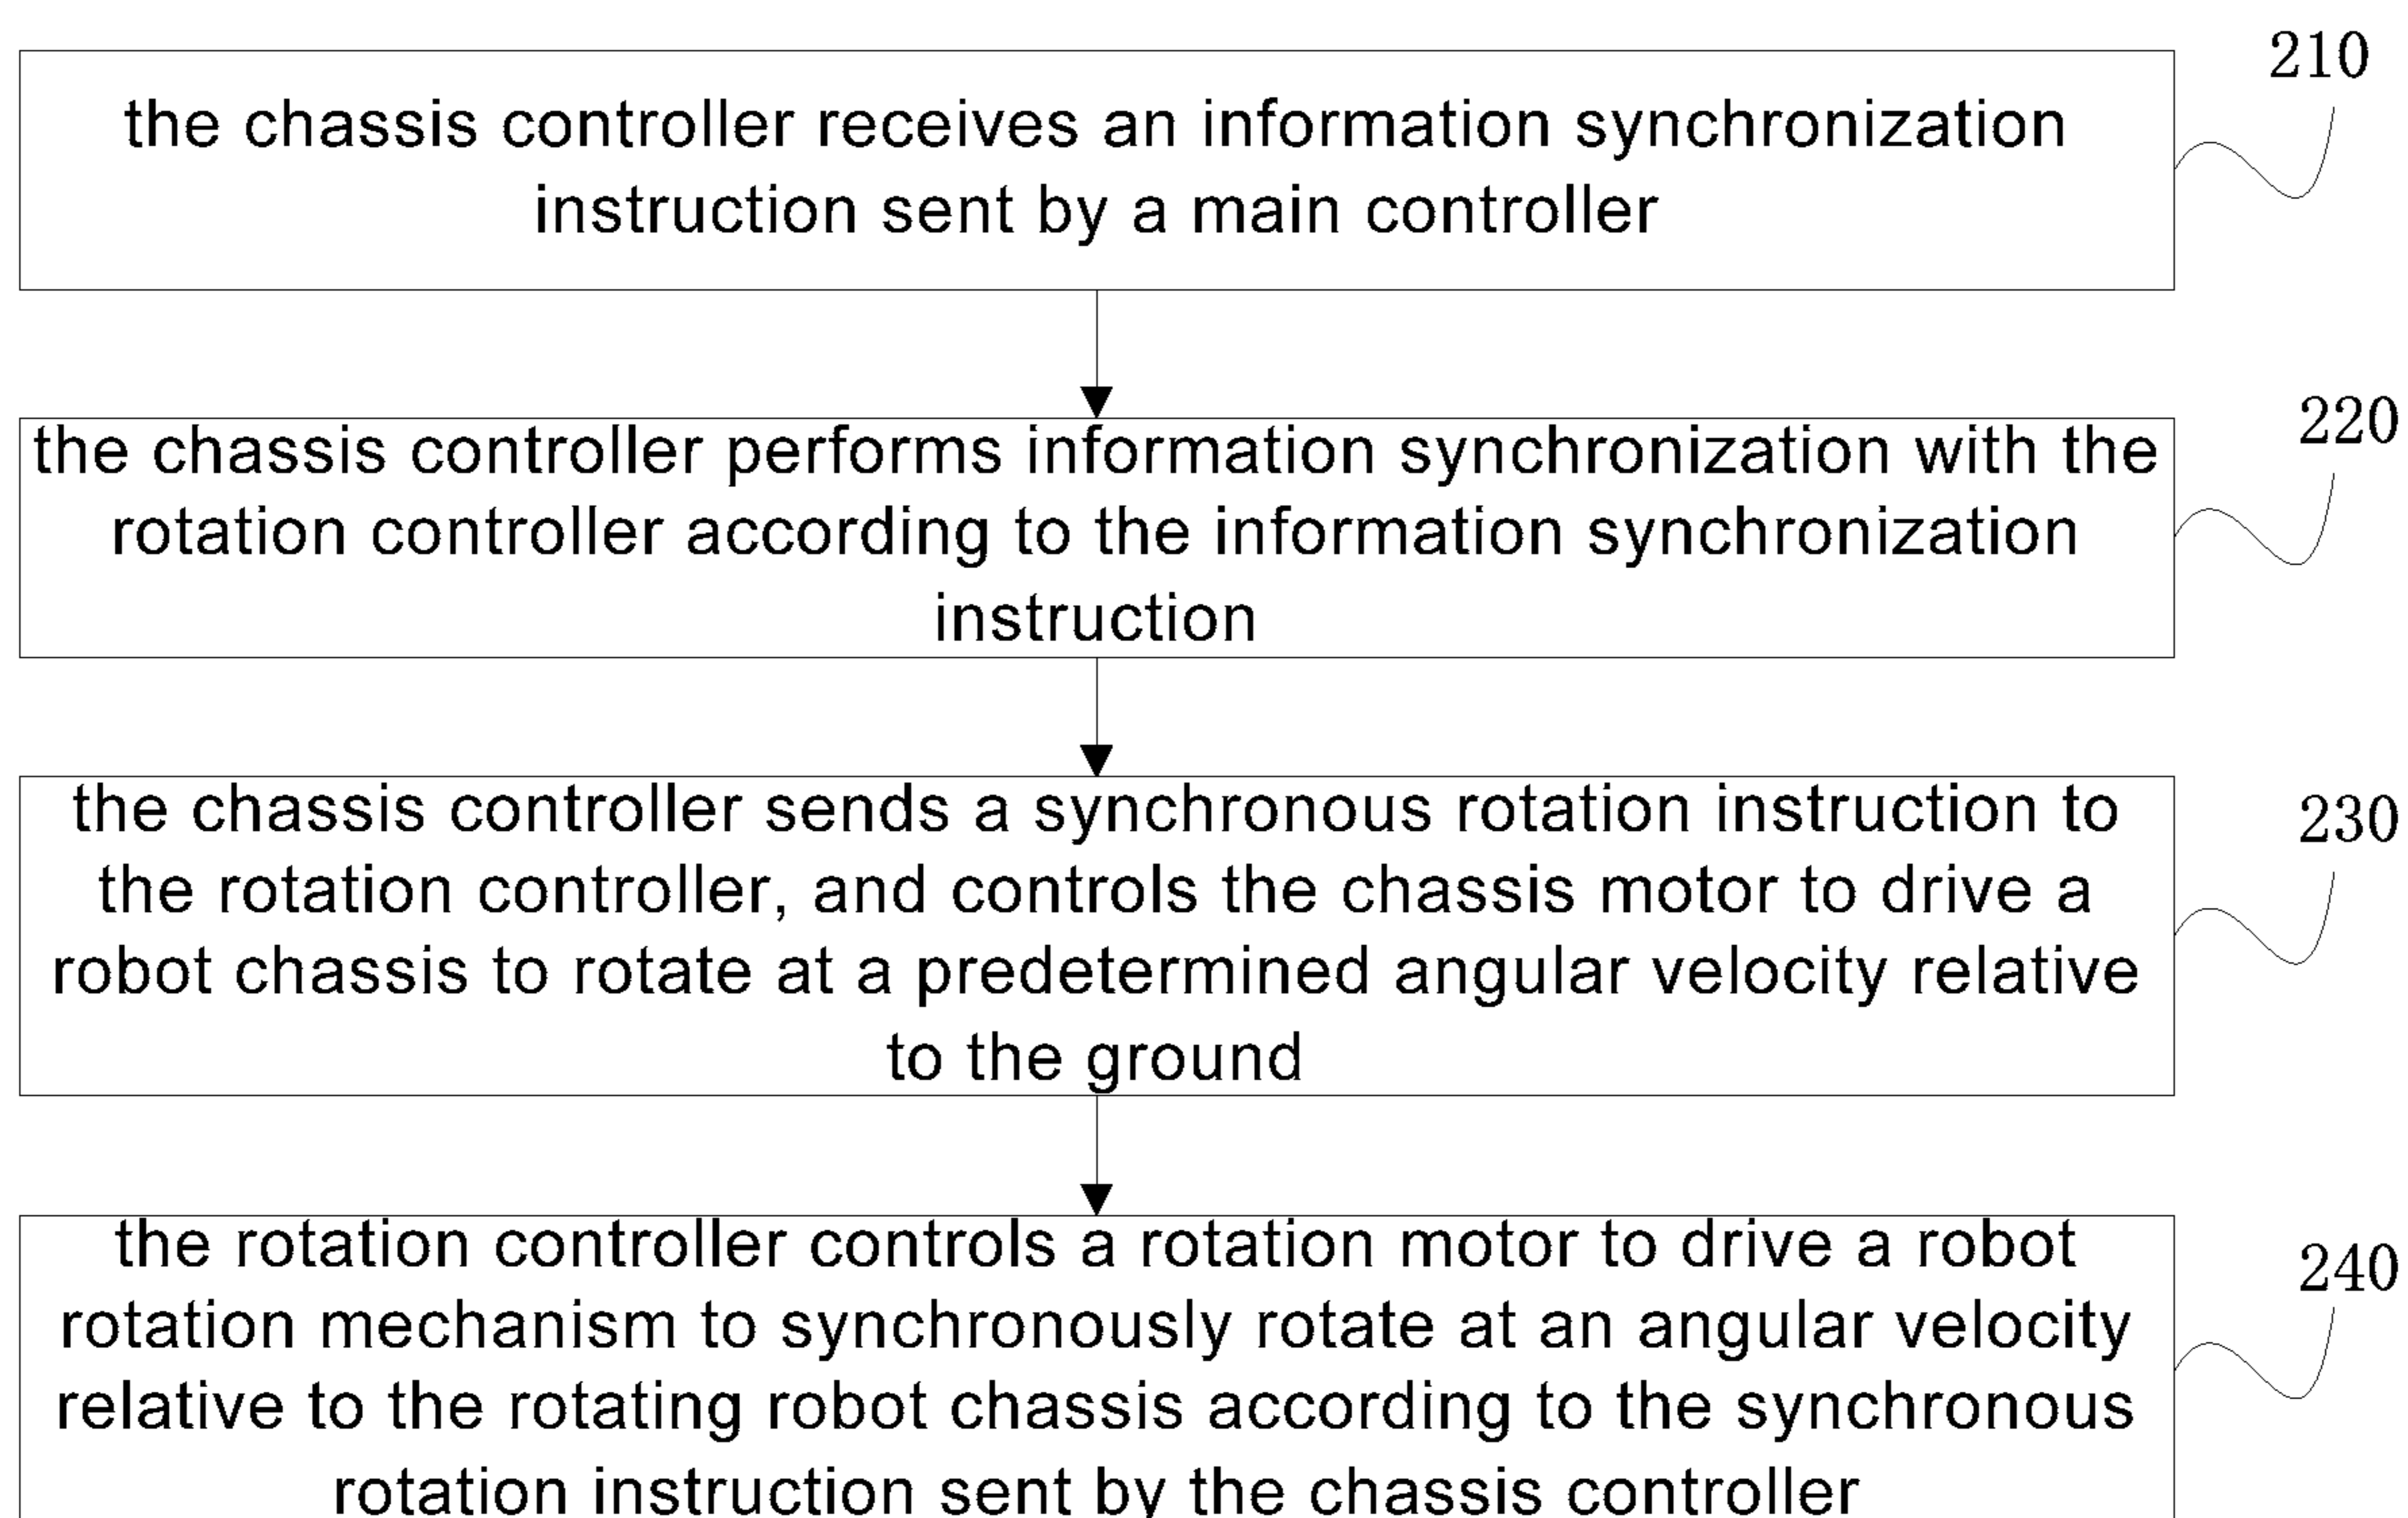 210
the chassis controller receives an information synchronization
instruction sent by a main controller
220
the chassis controller performs information synchronization with the
rotation controller according to the information synchronization
instruction
230
the chassis controller sends a synchronous rotation instruction to
the rotation controller, and controls the chassis motor to drive a
robot chassis to rotate at a predetermined angular velocity relative
to the ground
240
the rotation controller controls a rotation motor to drive a robot
rotation mechanism to synchronously rotate at an angular velocity
relative to the rotating robot chassis according to the synchronous
rotation instruction sent by the chassis controller